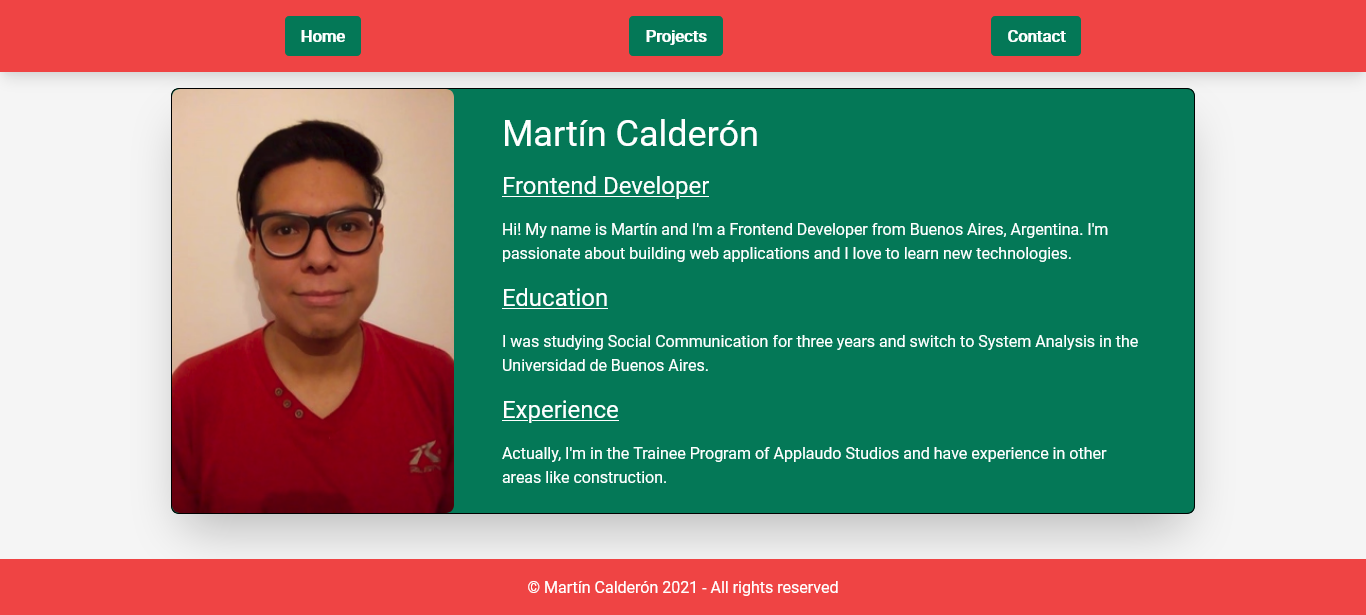 Home
Projects
Contact
Martín Calderón
Frontend Developer
Hi! My name is Martín and I'm a Frontend Developer from Buenos Aires, Argentina. I'm
passionate about building web applications and I love to learn new technologies.
Education
I was studying Social Communication for three years and switch to System Analysis in the
Universidad de Buenos Aires.
Experience
Actually, I'm in the Trainee Program of Applaudo Studios and have experience in other
areas like construction.
© Martín Calderón 2021 - All rights reserved